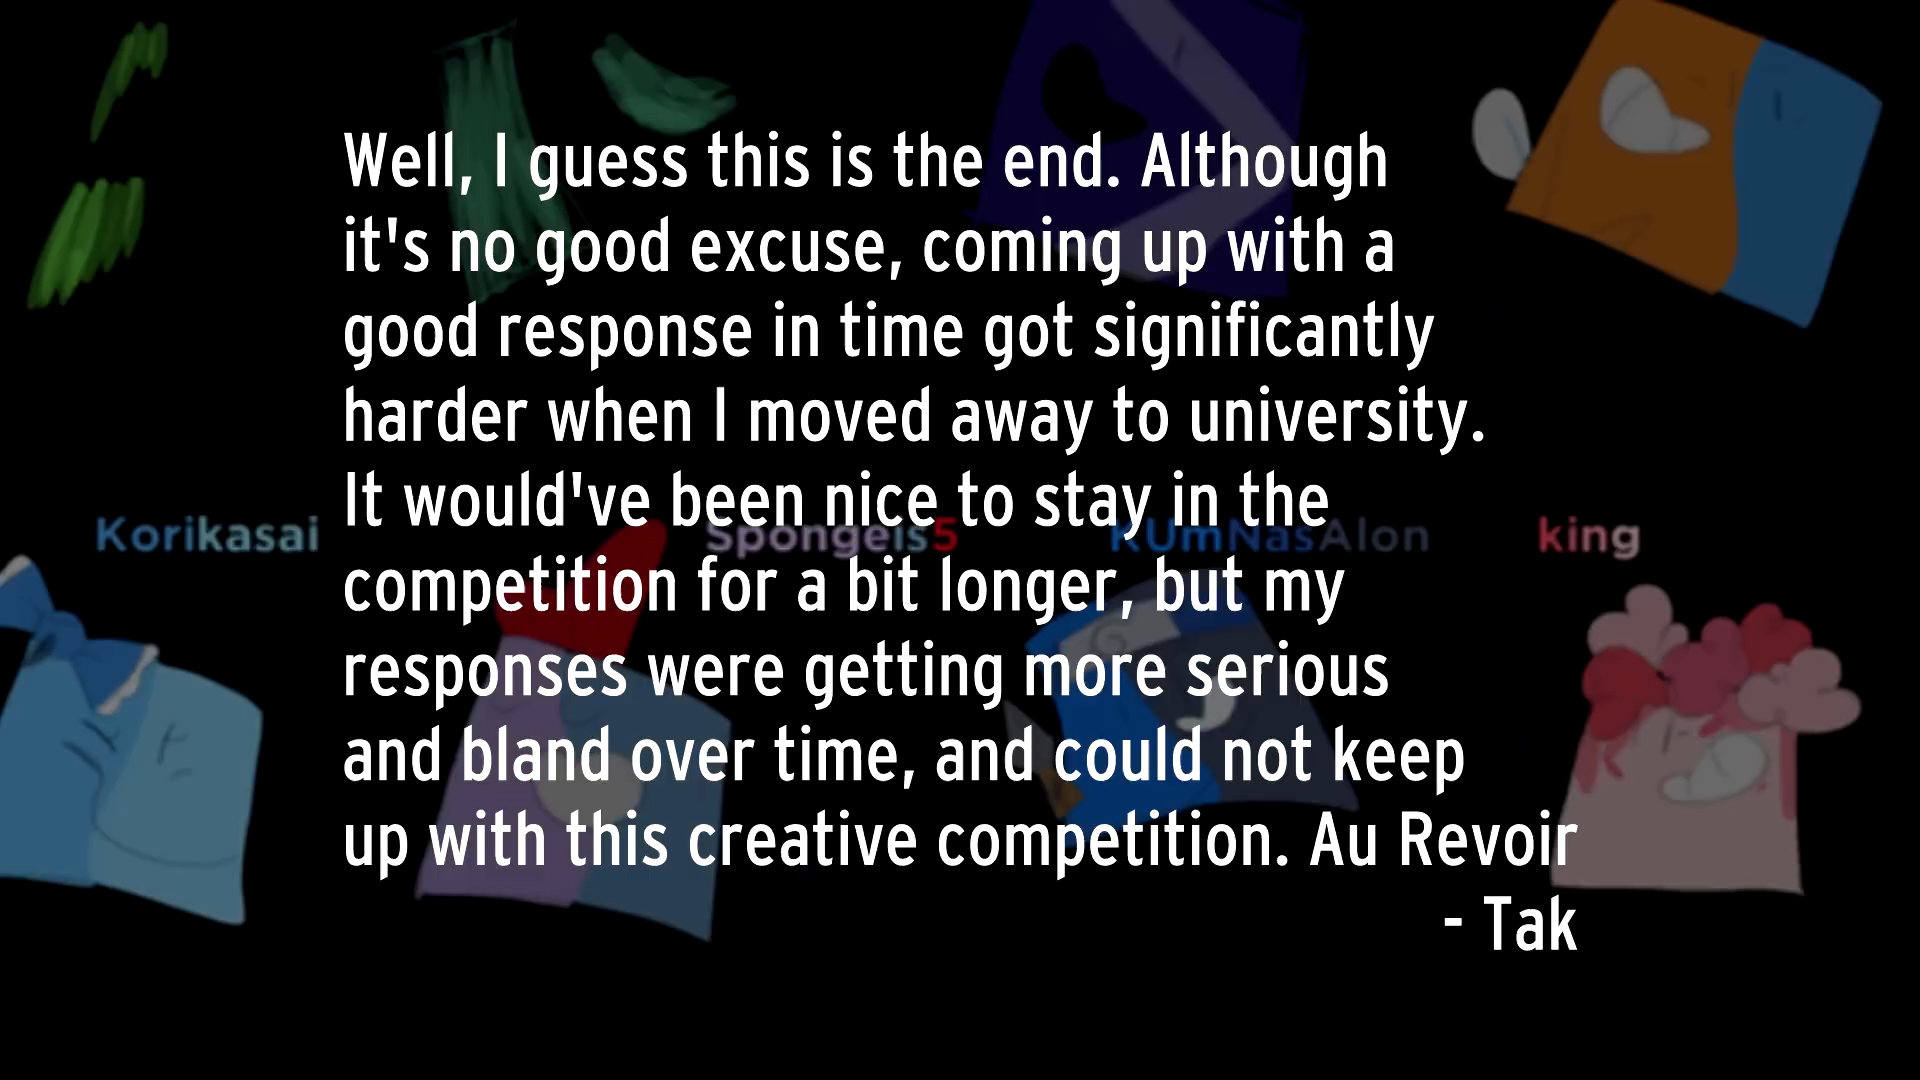 Well, I guess this is the end. Although
it's no good excuse, coming up with a
good response in time got significantly
harder when I moved away to university.
It would've been nice to stay in the
competition for a bit longer, but my
responses were getting more serious
and bland over time, and could not keep
up with this creative competition. Au Revoir
- Tak
Korikasai
Spongeis5
KUmNasAlon
king